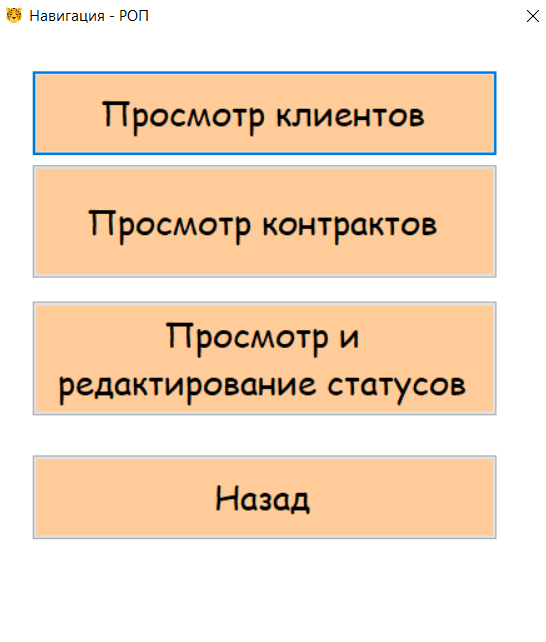 Навигация - РОП
Просмотр клиентов
Просмотр контрактов
Просмотр и
редактирование статусов
Назад